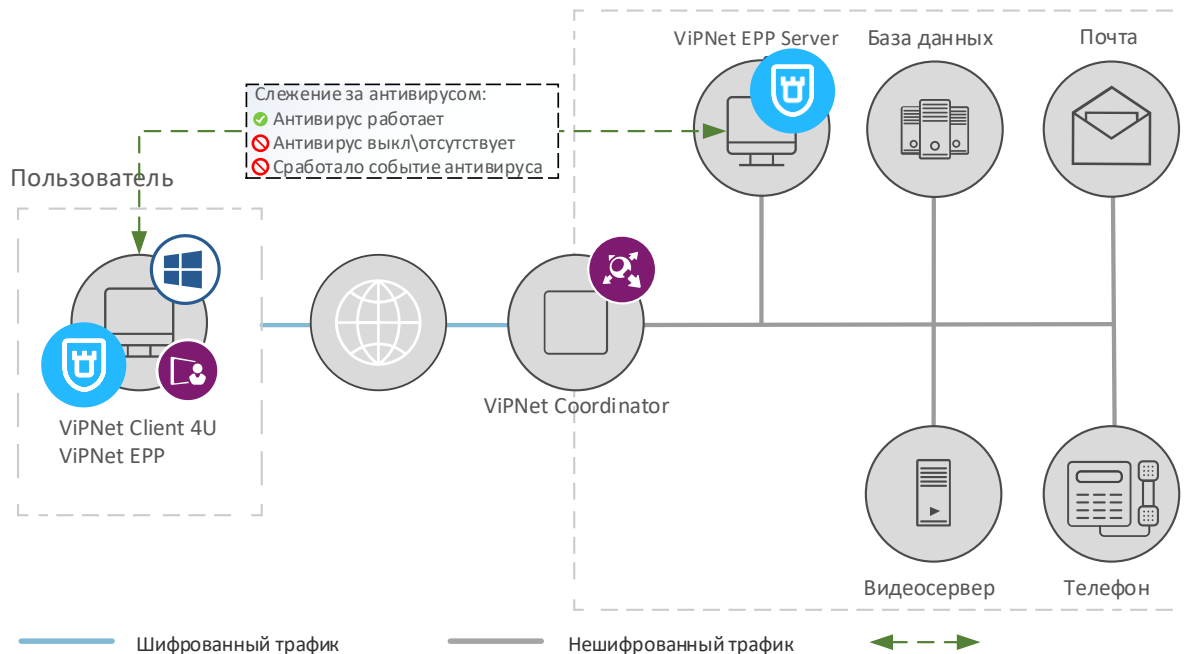 ViPNet EPP Server
База данных
Почта
Слежение за антивирусом:
Антивирус работает
Антивирус выкл\отсутствует
Сработало событие антивируса
Пользователь
ViPNet Coordinator
ViPNet Client 4U
ViPNet EPP
Видеосервер
Телефон
Шифрованный трафик
Нешифрованный трафик